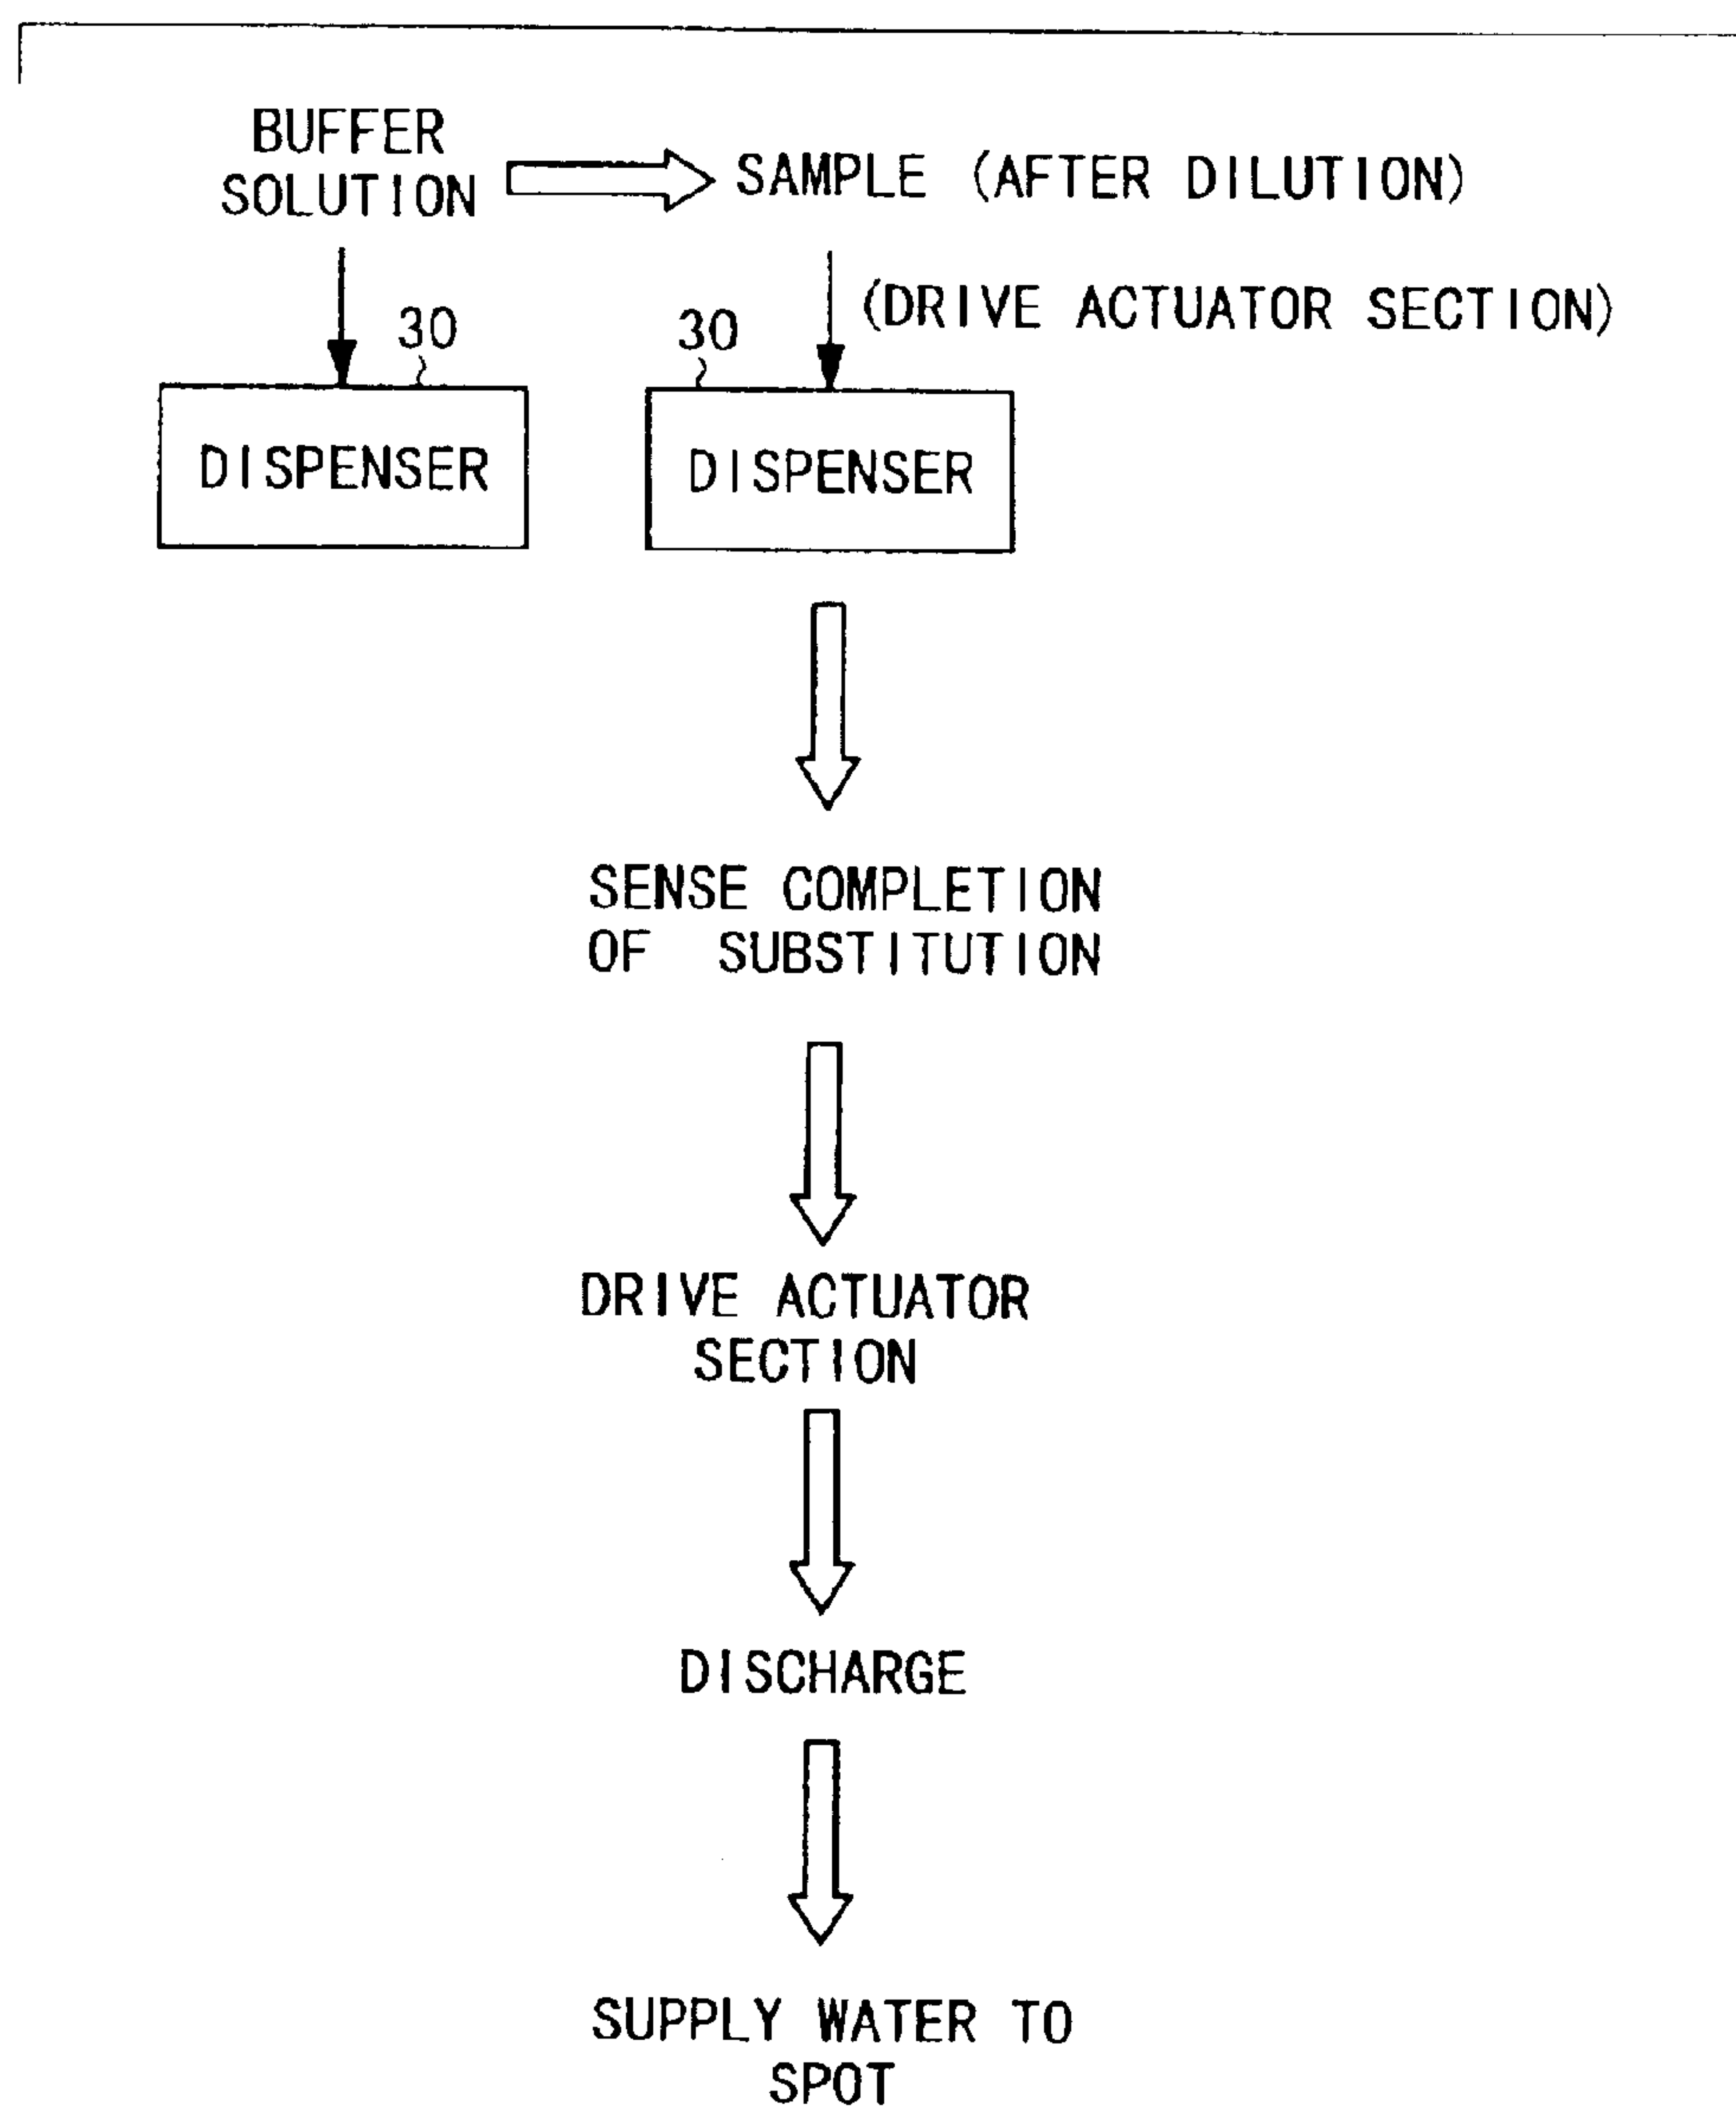 BUFFER
SOLUTION
SAMPLE (AFTER DILUTION)
(DRIVE ACTUATOR SECTION)
30
30
DISPENSER
DISPENSER
SENSE COMPLETION
OF SUBSTITUTION
DRIVE ACTUATOR
SECTION
DISCHARGE
SUPPLY WATER TO
SPOT